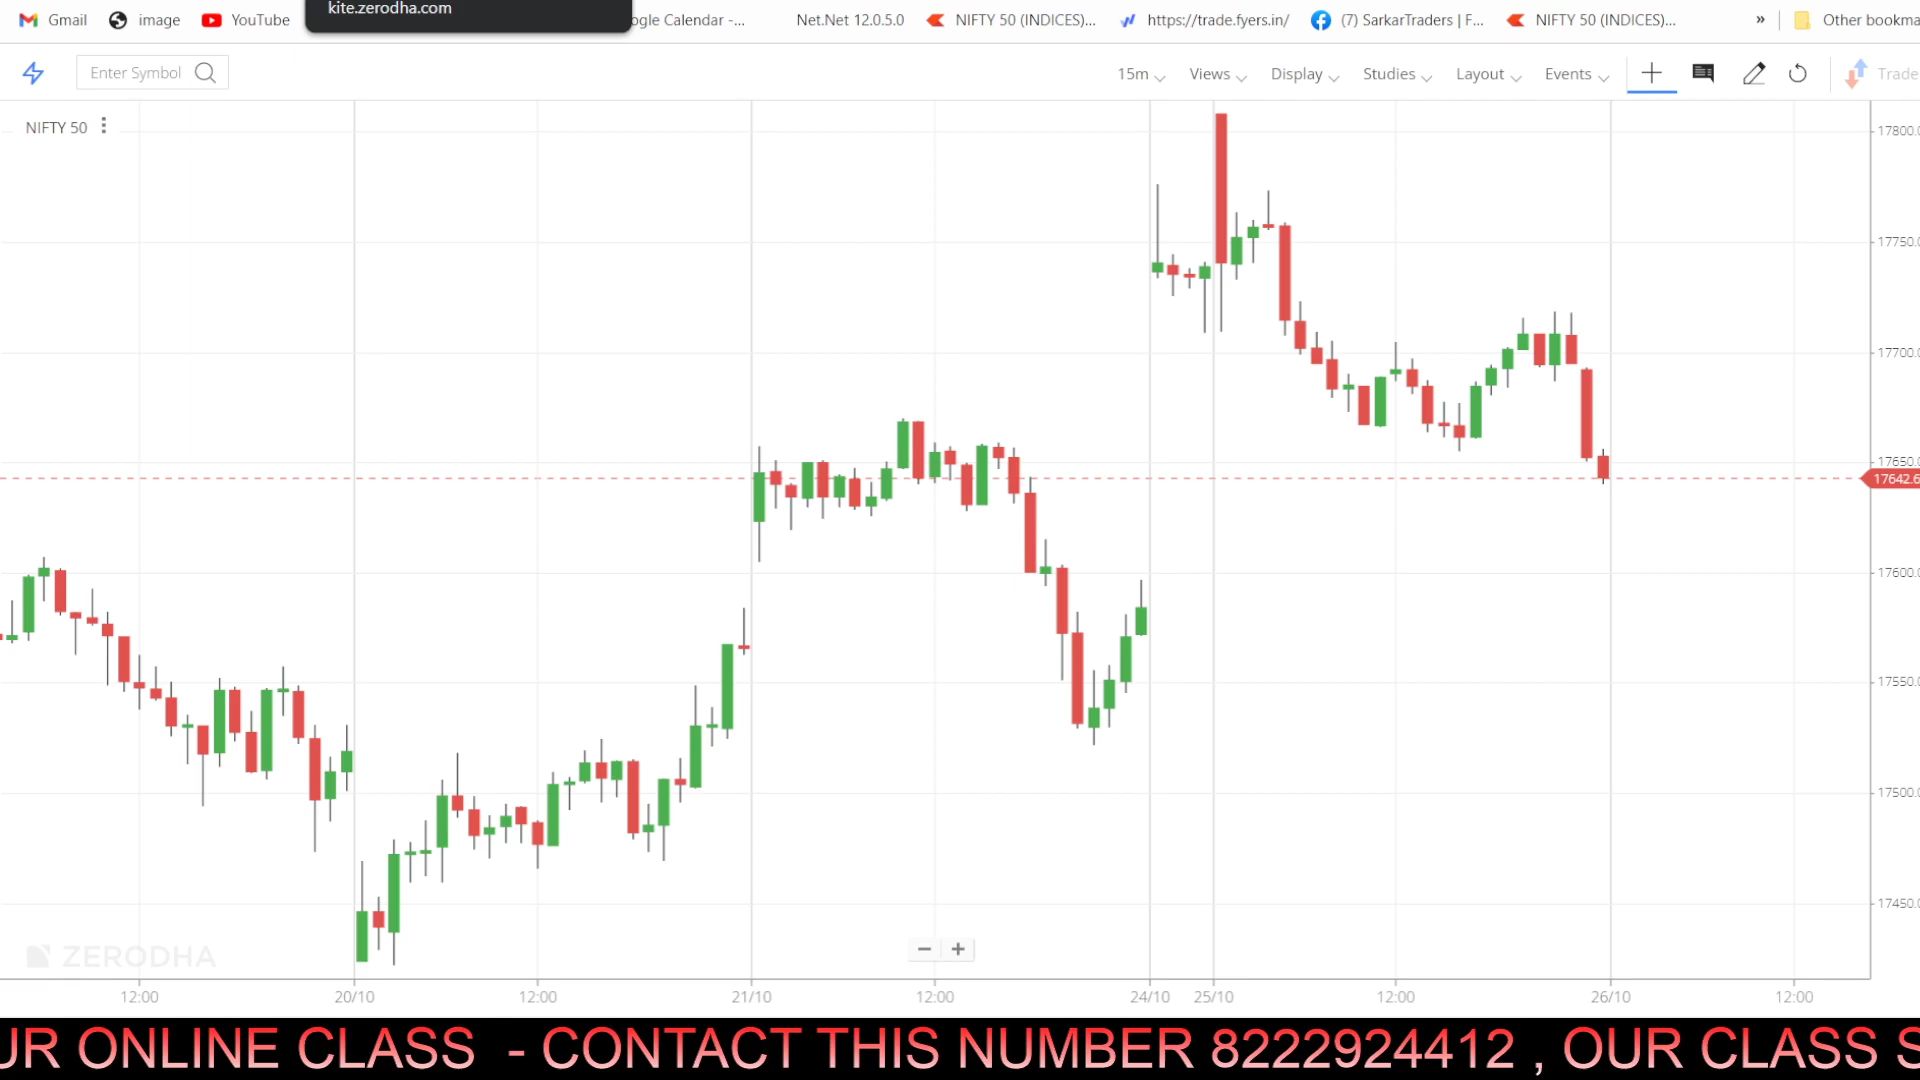 kite.zerodha.com
Gmail image YouTube ogle Calendar -... Net.Net 12.0.5.0 NIFTY 50 (INDICES)... https://trade.fyers.in/ (7) SarkarTraders | F... NIFTY 50 (INDICES)... » Other bookma
Enter Symbol 15m Views Display Studies Layout Events Trade
NIFTY 50
17800.0
17750.0
17700.0
17650.0
17642.6
17600.0
17550.0
17500.0
17450.0
ZERODHA
12:00 20/10 12:00 21/10 12:00 24/10 25/10 12:00 26/10 12:00
UR ONLINE CLASS - CONTACT THIS NUMBER 8222924412 , OUR CLASS S